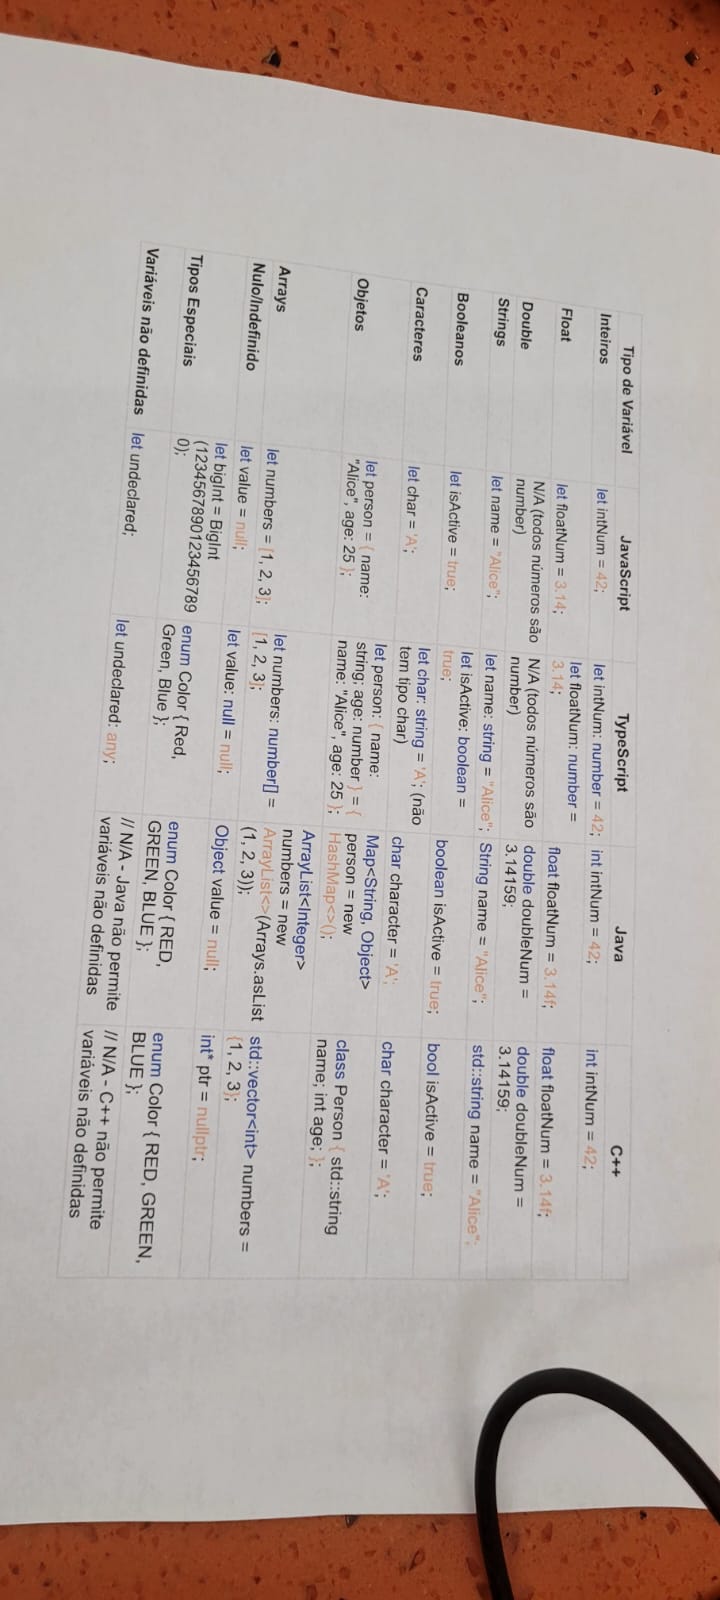 Tipo de Variável JavaScript TypeScript Java C++
Inteiros let intNum = 42; let intNum: number = 42; int intNum = 42; int intNum = 42;
Float let floatNum = 3.14; let floatNum: number =
3.14; float floatNum = 3.14f; float floatNum = 3.14f;
Double N/A (todos números são
number) N/A (todos números são
number) double doubleNum =
3.14159; double doubleNum =
3.14159;
Strings let name = "Alice"; let name: string = "Alice"; String name = "Alice"; std::string name = "Alice";
Booleanos let isActive = true; let isActive: boolean =
true; boolean isActive = true; bool isActive = true;
Caracteres let char = 'A'; let char: string = 'A'; (não
tem tipo char) char character = 'A'; char character = 'A';
Objetos let person = { name:
"Alice", age: 25 }; let person: { name:
string; age: number } = {
name: "Alice", age: 25 }; Map<String, Object>
person = new
HashMap<>(); class Person { std::string
name; int age; };
Arrays let numbers = [1, 2, 3]; let numbers: number[] =
[1, 2, 3]; ArrayList<Integer>
numbers = new
ArrayList<>(Arrays.asList
(1, 2, 3)); std::vector<int> numbers =
{1, 2, 3};
Nulo/Indefinido let value = null; let value: null = null; Object value = null; int* ptr = nullptr;
Tipos Especiais let bigInt = BigInt
(1234567890123456789
0); enum Color { Red,
Green, Blue }; enum Color { RED,
GREEN, BLUE }; enum Color { RED, GREEN,
BLUE };
Variáveis não definidas let undeclared; let undeclared: any; // N/A - Java não permite
variáveis não definidas // N/A - C++ não permite
variáveis não definidas